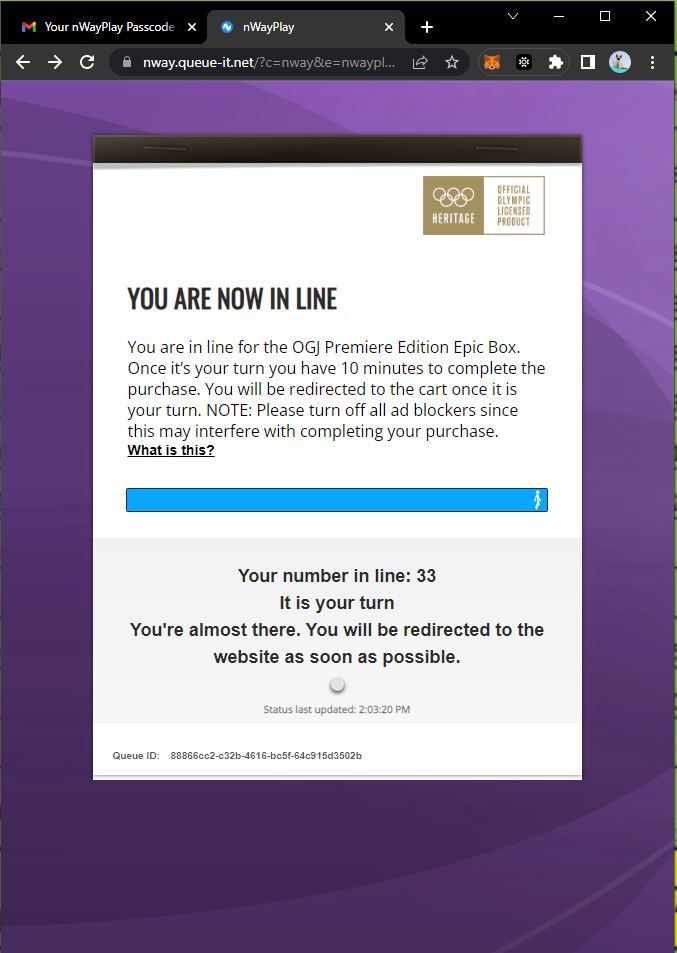 Your nWayPlay Passcode
nWayPlay
nway.queue-it.net/?c=nway&e=nwaypl...
HERITAGE
OFFICIAL
OLYMPIC
LICENSED
PRODUCT
YOU ARE NOW IN LINE
You are in line for the OGJ Premiere Edition Epic Box.
Once it’s your turn you have 10 minutes to complete the
purchase. You will be redirected to the cart once it is
your turn. NOTE: Please turn off all ad blockers since
this may interfere with completing your purchase.
What is this?
Your number in line: 33
It is your turn
You're almost there. You will be redirected to the
website as soon as possible.
Status last updated: 2:03:20 PM
Queue ID: 88866cc2-c32b-4616-bc5f-64c915d3502b